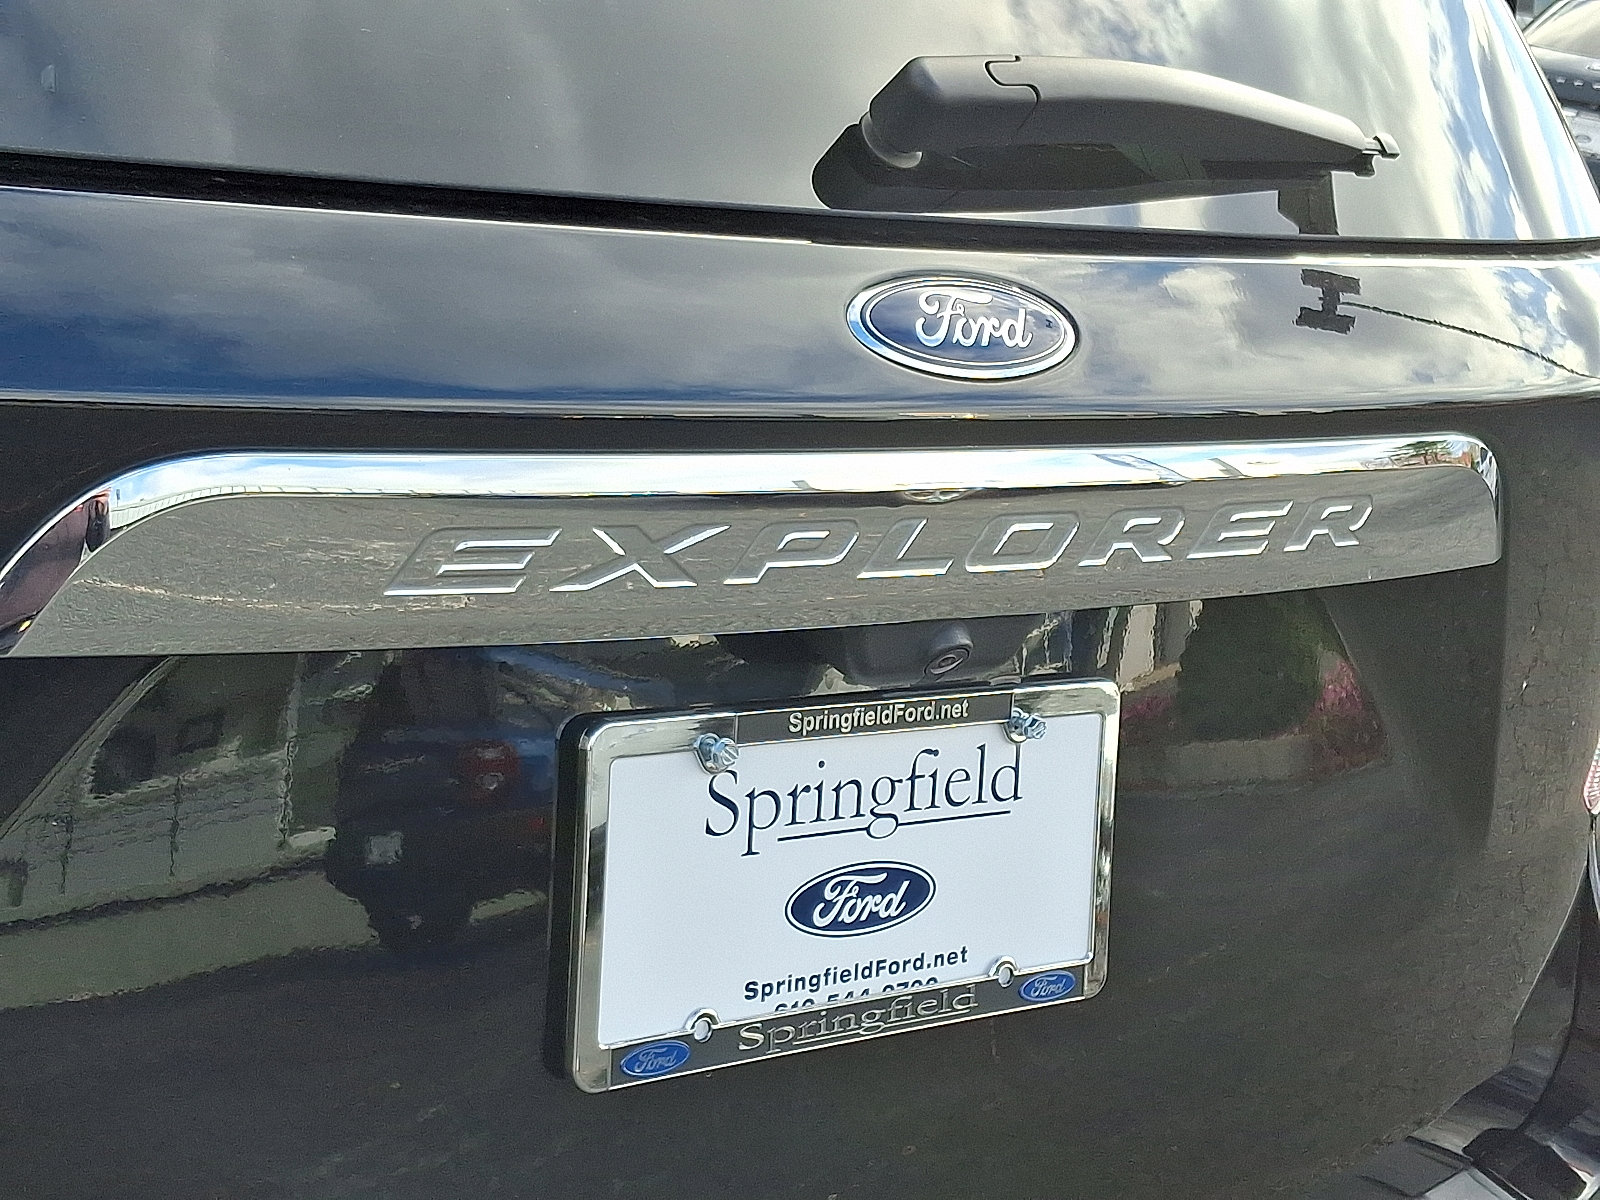 Ford
EXPLORER
SpringfieldFord.net
Springfield
Ford
SpringfieldFord.net
Springfield
Ford
Ford